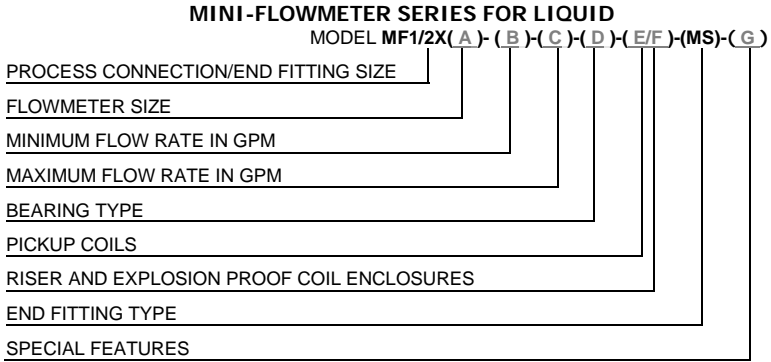 MINI-FLOWMETER SERIES FOR LIQUID
MODEL MF1/2X( A )- ( B )-( C )-( D )-( E/F )-(MS)-( G )
PROCESS CONNECTION/END FITTING SIZE
FLOWMETER SIZE
MINIMUM FLOW RATE IN GPM
MAXIMUM FLOW RATE IN GPM
BEARING TYPE
PICKUP COILS
RISER AND EXPLOSION PROOF COIL ENCLOSURES
END FITTING TYPE
SPECIAL FEATURES